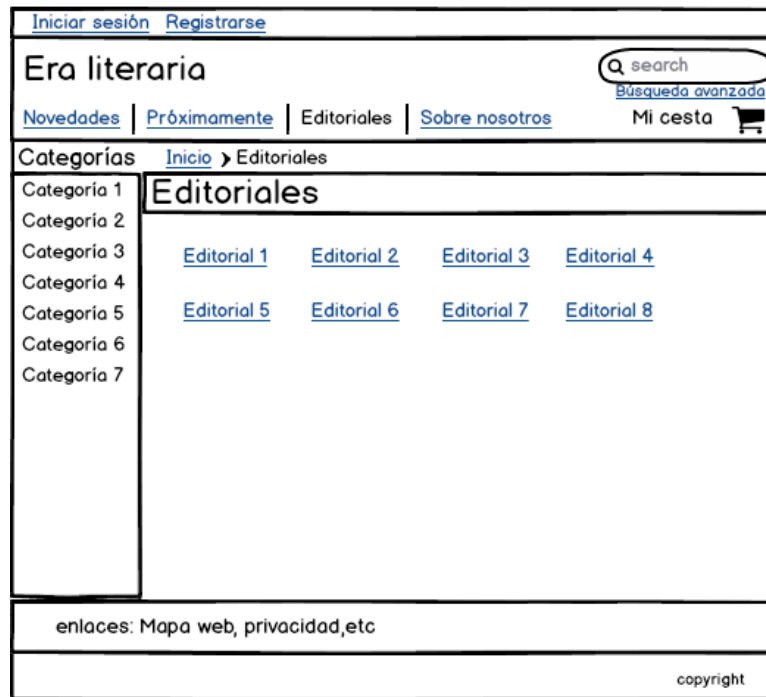 Iniciar sesión Registrarse
Era literaria
search
Búsqueda avanzada
Novedades Próximamente Editoriales Sobre nosotros Mi cesta
Categorías Inicio ❯ Editoriales
Categoría 1
Categoría 2
Categoría 3
Categoría 4
Categoría 5
Categoría 6
Categoría 7
Editoriales
Editorial 1 Editorial 2 Editorial 3 Editorial 4
Editorial 5 Editorial 6 Editorial 7 Editorial 8
enlaces: Mapa web, privacidad,etc
copyright